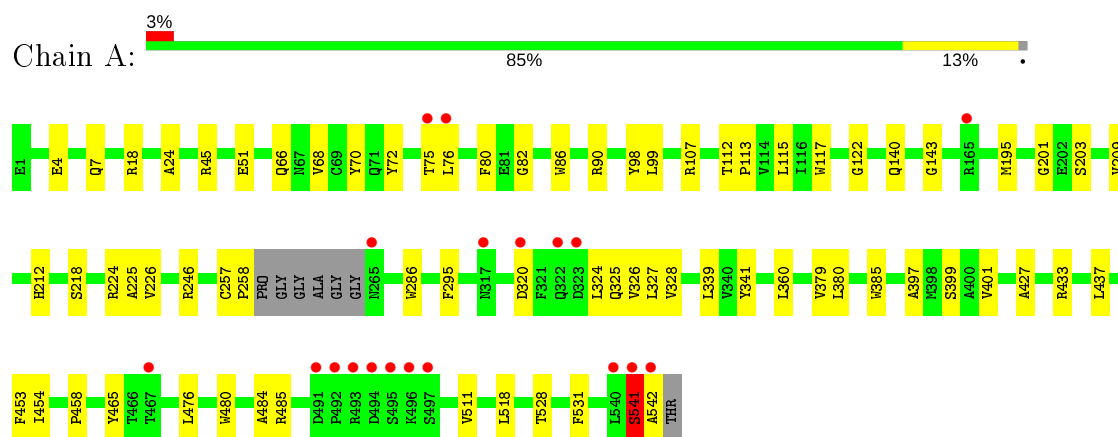 3%
Chain A:
85%
13%
•
E1 E4 Q7 R18 A24 R45 E51 Q66 N67 V68 C69 Y70 Q71 Y72 T75 L76 F80 E81 G82 W86 R90 Y98 L99 R107 T112 P113 V114 L115 I116 W117 G122 Q140 G143 R165 M195 G201 E202 S203 V209
H212 S218 R224 A225 V226 R246 C257 P258 PRO GLY GLY ALA GLY GLY N265 W286 F295 N317 D320 F321 Q322 D323 L324 Q325 V326 L327 V328 L339 V340 Y341 L360 V379 L380 W385 A397 M398 S399 A400 V401 A427 R433 L437
F453 I454 P458 Y465 T466 T467 L476 W480 A484 R485 D491 P492 R493 D494 S495 K496 S497 V511 L518 T528 F531 L540 S541 A542 THR